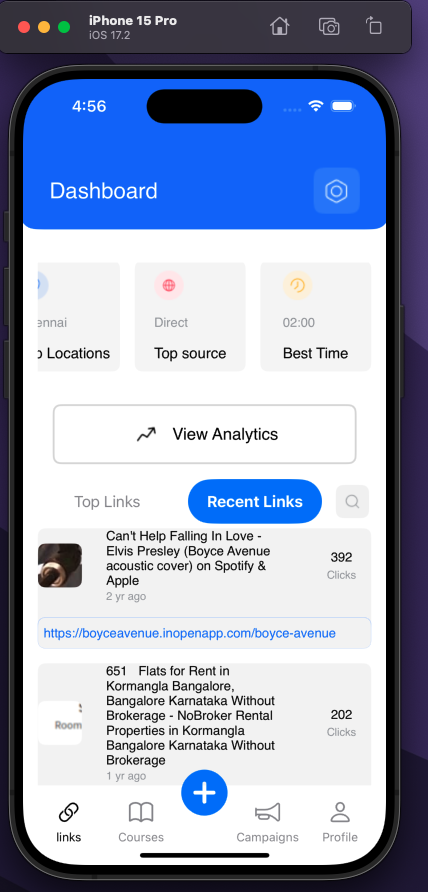 iPhone 15 Pro
iOS 17.2
4:56
Dashboard
ennai
Direct
02:00
Locations
Top source
Best Time
View Analytics
Top Links
Recent Links
Can't Help Falling In Love -
Elvis Presley (Boyce Avenue
acoustic cover) on Spotify &
Apple
2 yr ago
392
Clicks
https://boyceavenue.inopenapp.com/boyce-avenue
651 Flats for Rent in
Kormangla Bangalore,
Bangalore Karnataka Without
Brokerage - NoBroker Rental
Properties in Kormangla
Bangalore Karnataka Without
Brokerage
1 yr ago
Room
202
Clicks
links
Courses
Campaigns
Profile